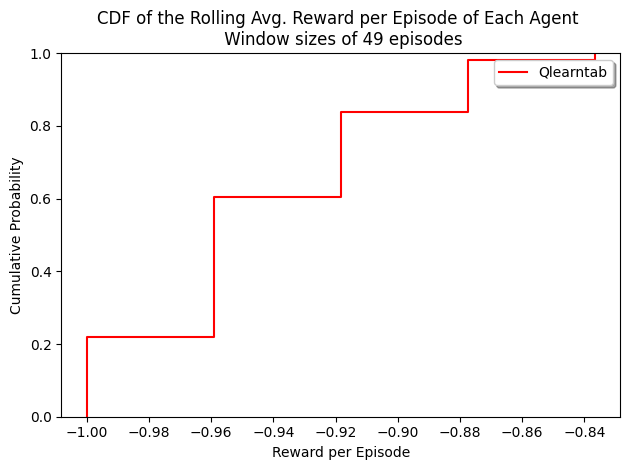 CDF of the Rolling Avg. Reward per Episode of Each Agent
Window sizes of 49 episodes
Qlearntab
1.0
0.8
0.6
0.4
0.2
0.0
Cumulative Probability
−1.00 −0.98 −0.96 −0.94 −0.92 −0.90 −0.88 −0.86 −0.84
Reward per Episode